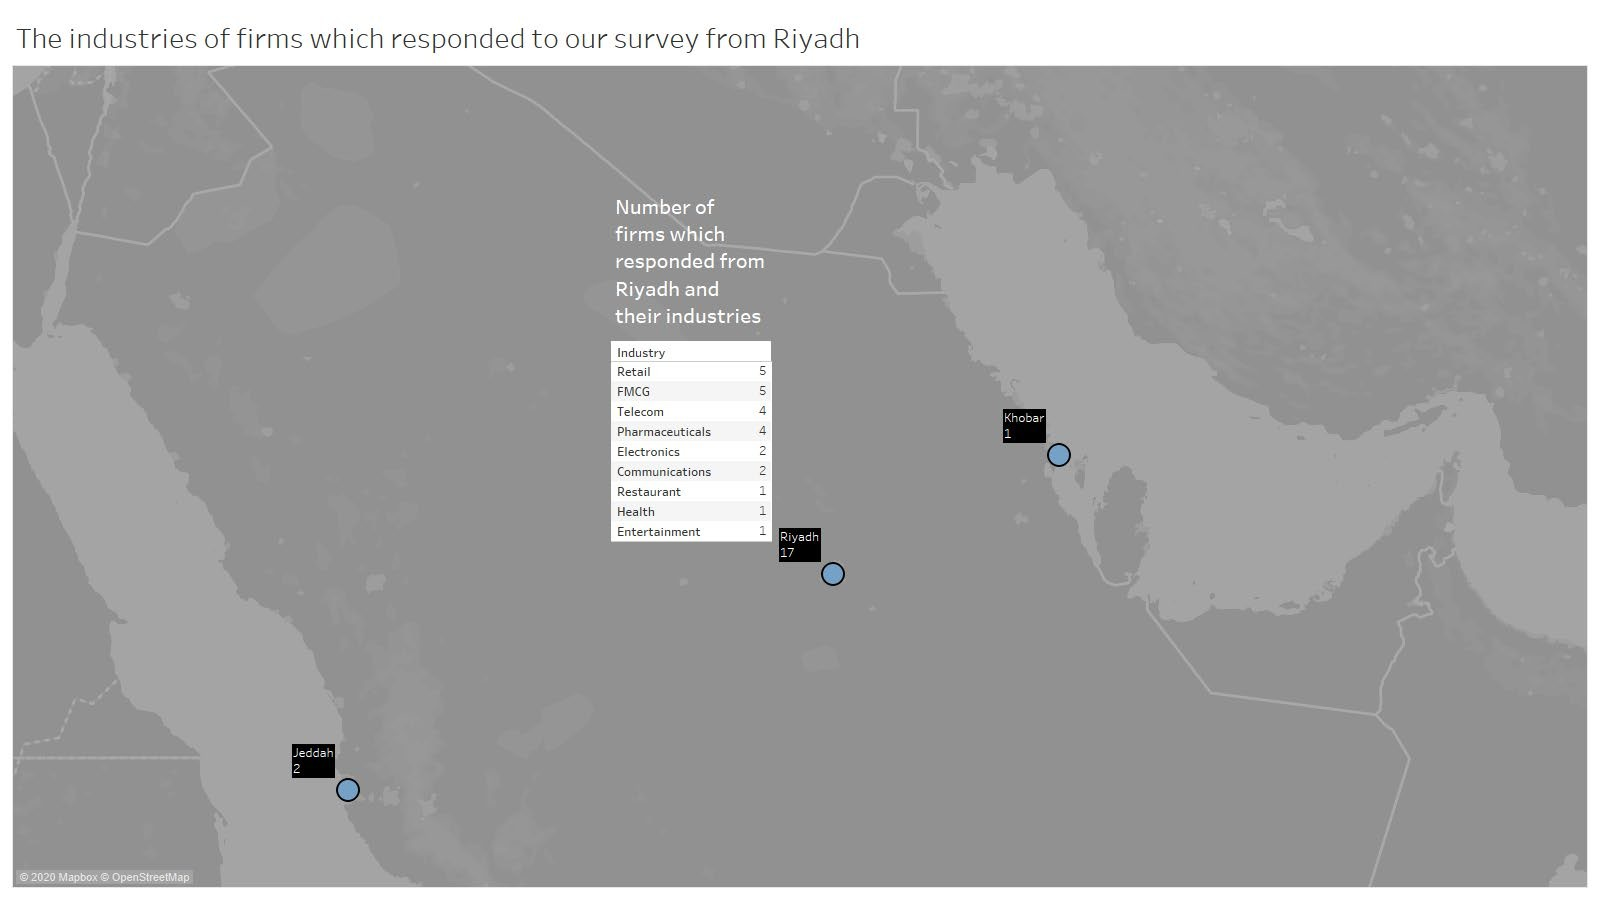 The industries of firms which responded to our survey from Riyadh
Number of
firms which
responded from
Riyadh and
their industries
Industry
Retail 5
FMCG 5
Telecom 4
Pharmaceuticals 4
Electronics 2
Communications 2
Restaurant 1
Health 1
Entertainment 1
Khobar
1
Riyadh
17
Jeddah
2
© 2020 Mapbox © OpenStreetMap